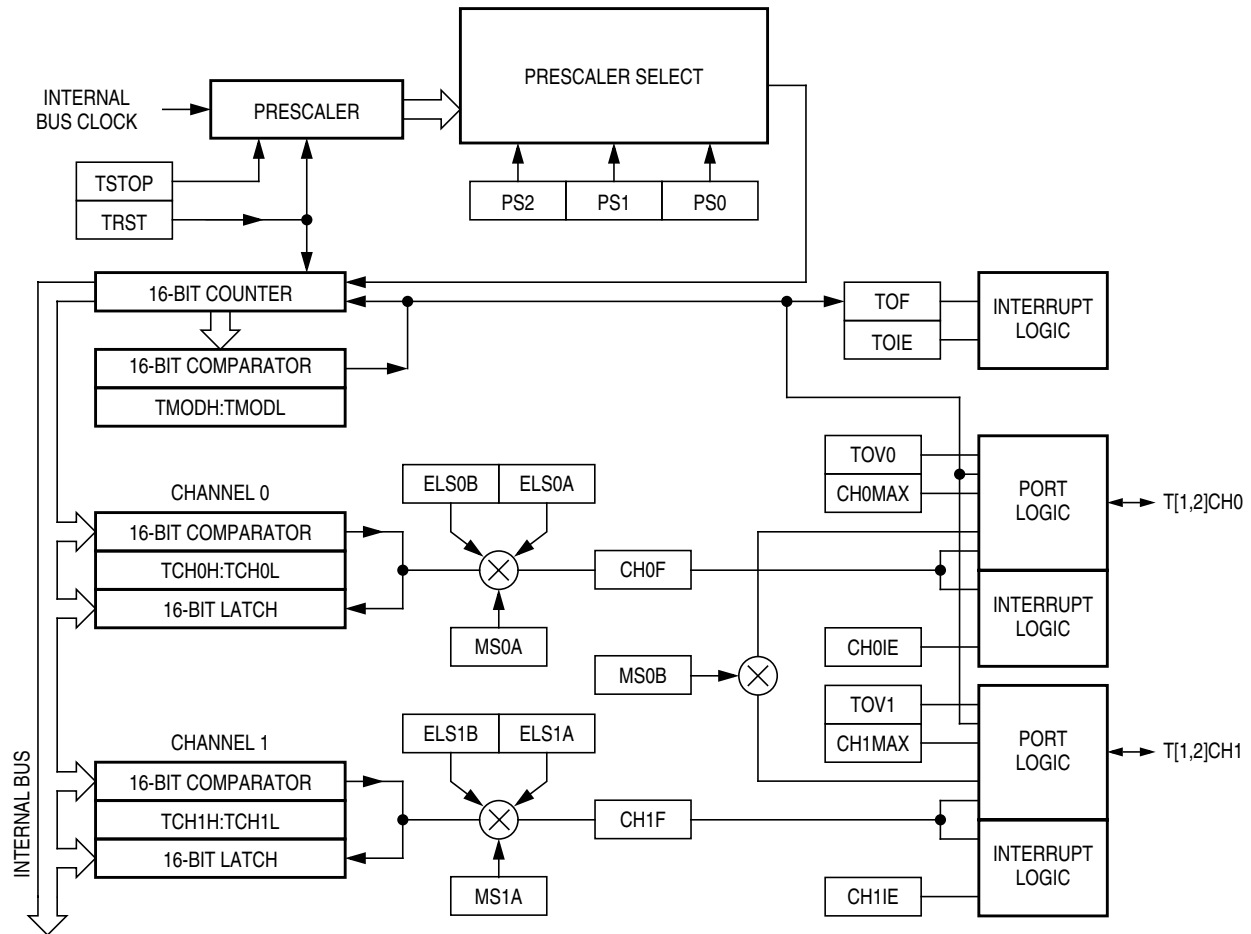 PRESCALER SELECT
INTERNAL
BUS CLOCK
PRESCALER
TSTOP
TRST
PS2
PS1
PS0
16-BIT COUNTER
16-BIT COMPARATOR
TMODH:TMODL
TOF
TOIE
INTERRUPT
LOGIC
CHANNEL 0
16-BIT COMPARATOR
TCH0H:TCH0L
16-BIT LATCH
ELS0B
ELS0A
MS0A
CH0F
TOV0
CH0MAX
PORT
LOGIC
T[1,2]CH0
INTERRUPT
LOGIC
CH0IE
MS0B
CHANNEL 1
16-BIT COMPARATOR
TCH1H:TCH1L
16-BIT LATCH
ELS1B
ELS1A
MS1A
CH1F
TOV1
CH1MAX
PORT
LOGIC
T[1,2]CH1
INTERRUPT
LOGIC
CH1IE
INTERNAL BUS